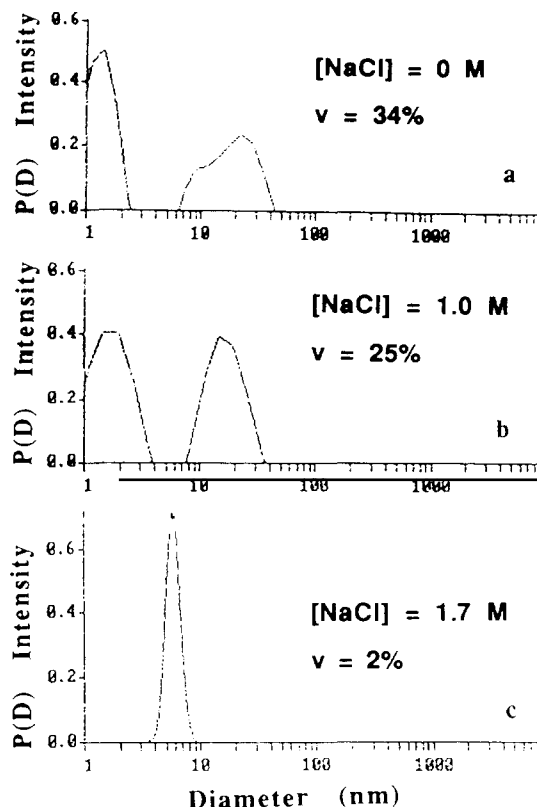 P(D) Intensity
0.6
0.4
0.2
0.0
[NaCl] = 0 M
v = 34%
a
1 10 100 1000
P(D) Intensity
0.6
0.4
0.2
0.0
[NaCl] = 1.0 M
v = 25%
b
1 10 100 1000
P(D) Intensity
0.6
0.4
0.2
0.0
[NaCl] = 1.7 M
v = 2%
c
1 10 100 1000
Diameter (nm)